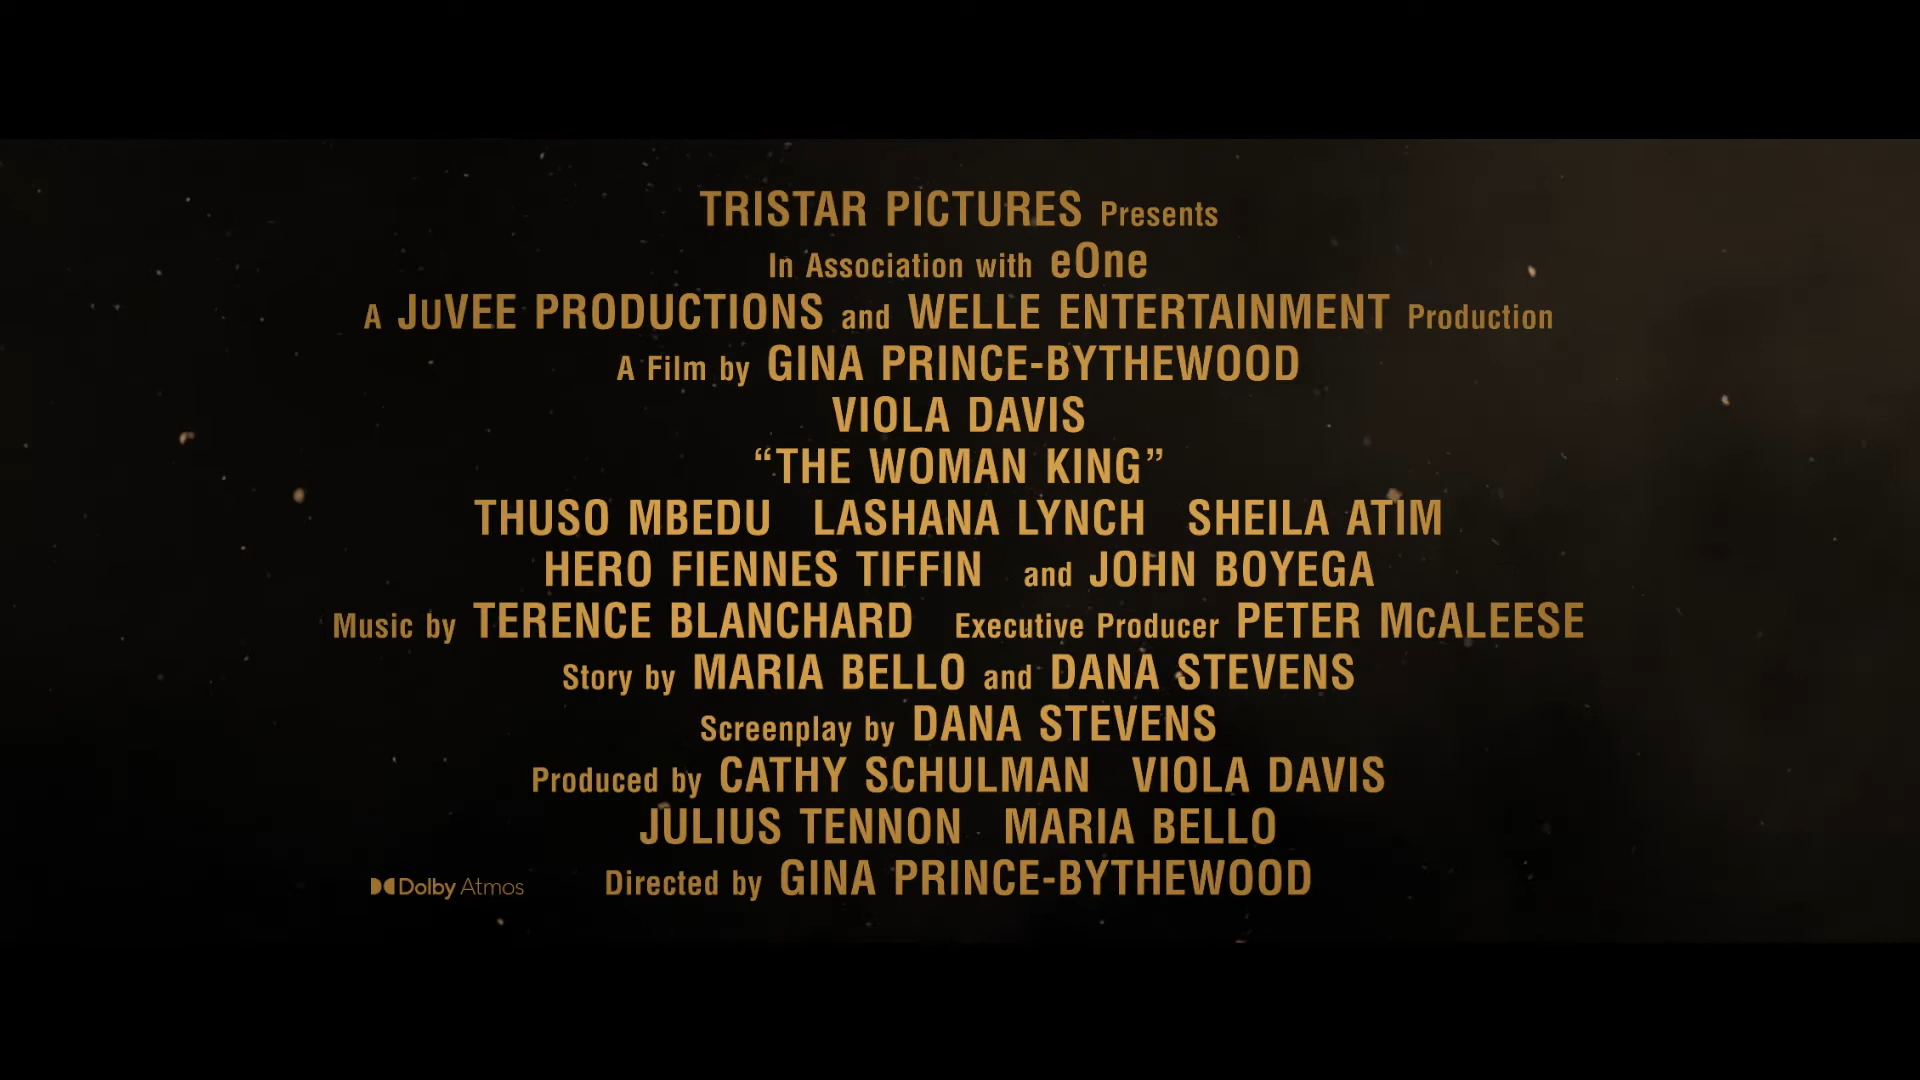 TRISTAR PICTURES Presents
In Association with eOne
A JuVEE PRODUCTIONS and WELLE ENTERTAINMENT Production
A Film by GINA PRINCE-BYTHEWOOD
VIOLA DAVIS
“THE WOMAN KING”
THUSO MBEDU LASHANA LYNCH SHEILA ATIM
HERO FIENNES TIFFIN and JOHN BOYEGA
Music by TERENCE BLANCHARD Executive Producer PETER McALEESE
Story by MARIA BELLO and DANA STEVENS
Screenplay by DANA STEVENS
Produced by CATHY SCHULMAN VIOLA DAVIS
JULIUS TENNON MARIA BELLO
Dolby Atmos Directed by GINA PRINCE-BYTHEWOOD